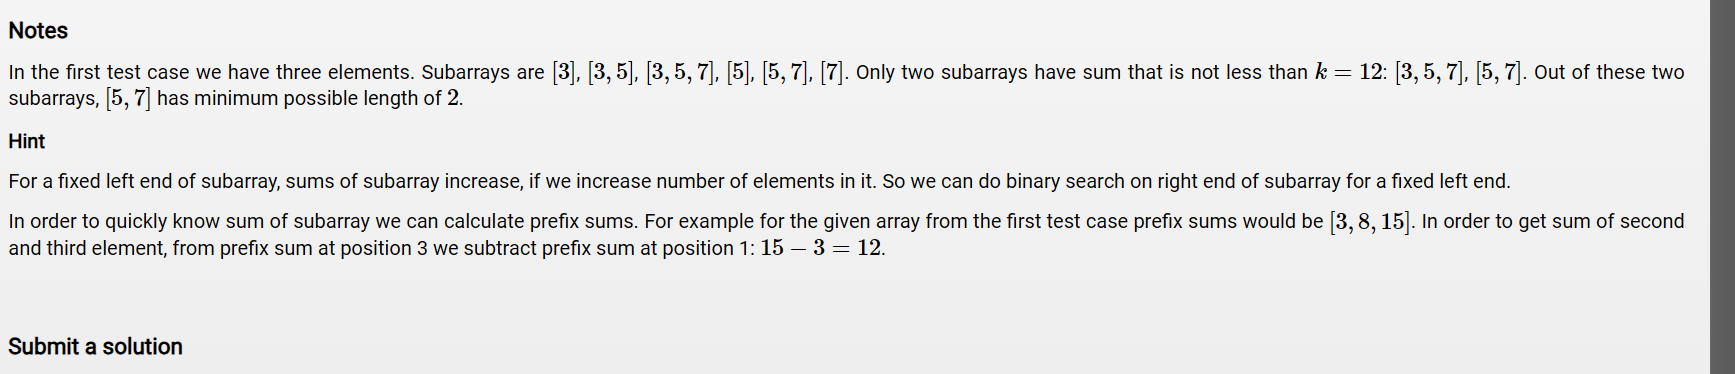 Notes
In the first test case we have three elements. Subarrays are [3], [3, 5], [3, 5, 7], [5], [5, 7], [7]. Only two subarrays have sum that is not less than k = 12: [3, 5, 7], [5, 7]. Out of these two
subarrays, [5, 7] has minimum possible length of 2.
Hint
For a fixed left end of subarray, sums of subarray increase, if we increase number of elements in it. So we can do binary search on right end of subarray for a fixed left end.
In order to quickly know sum of subarray we can calculate prefix sums. For example for the given array from the first test case prefix sums would be [3, 8, 15]. In order to get sum of second
and third element, from prefix sum at position 3 we subtract prefix sum at position 1: 15 − 3 = 12.
Submit a solution